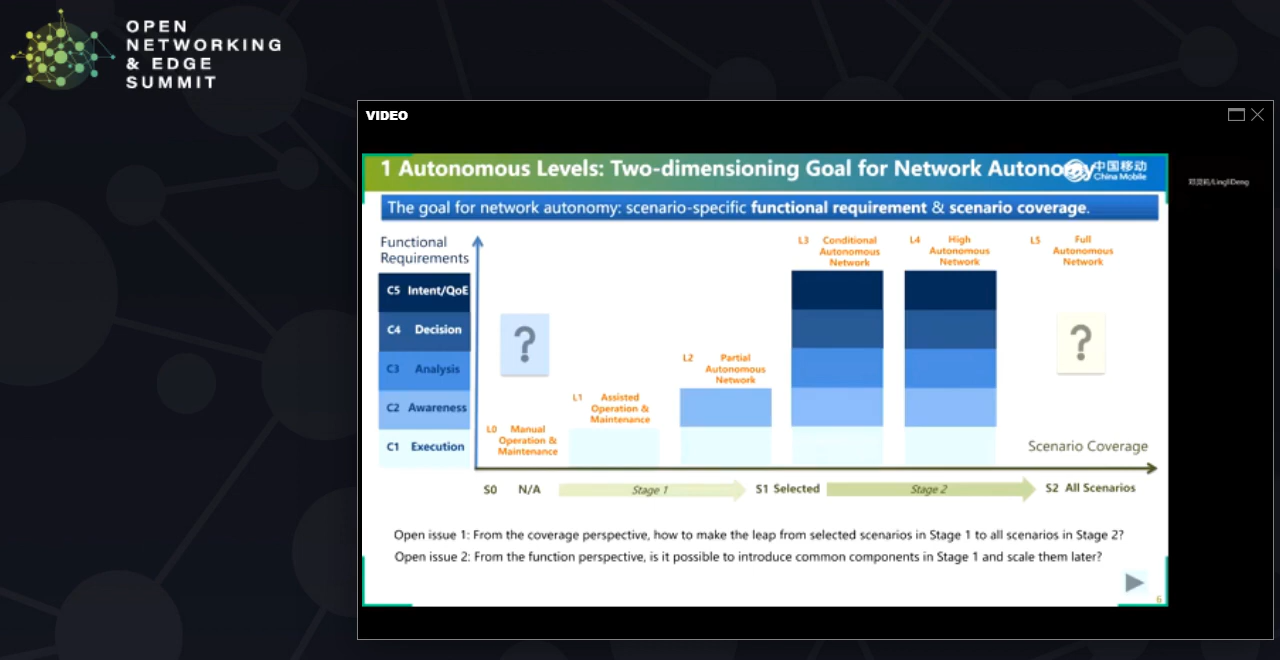 OPEN
NETWORKING
& EDGE
SUMMIT
VIDEO
1 Autonomous Levels: Two-dimensioning Goal for Network Autonomy
中国移动
China Mobile
The goal for network autonomy: scenario-specific functional requirement & scenario coverage.
Functional
Requirements
C5 Intent/QoE
C4 Decision
C3 Analysis
C2 Awareness
C1 Execution
L0 Manual
Operation &
Maintenance
?
L1 Assisted
Operation &
Maintenance
L2 Partial
Autonomous
Network
L3 Conditional
Autonomous
Network
L4 High
Autonomous
Network
L5 Full
Autonomous
Network
?
Scenario Coverage
S0 N/A
Stage 1
S1 Selected
Stage 2
S2 All Scenarios
Open issue 1: From the coverage perspective, how to make the leap from selected scenarios in Stage 1 to all scenarios in Stage 2?
Open issue 2: From the function perspective, is it possible to introduce common components in Stage 1 and scale them later?
6